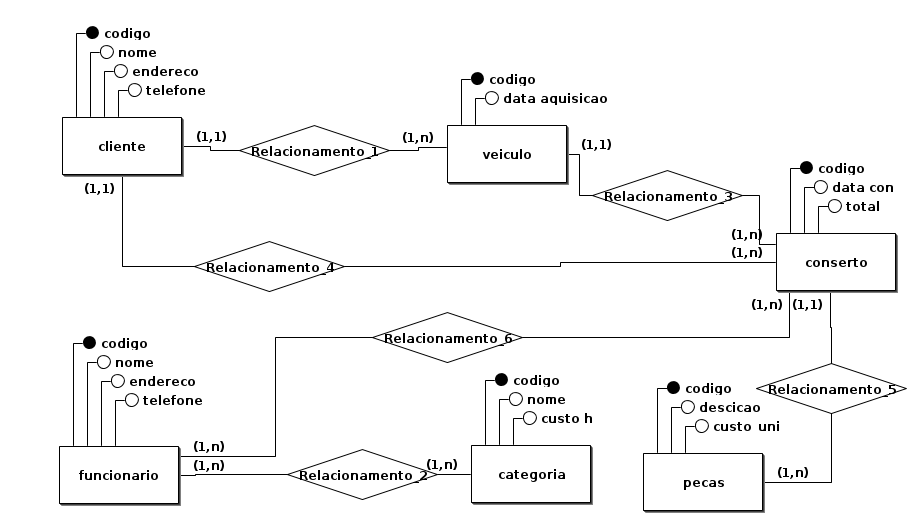 codigo
nome
endereco
telefone
cliente
(1,1)
(1,1)
Relacionamento_1
(1,n)
codigo
data aquisicao
veiculo
(1,1)
Relacionamento_3
(1,n)
(1,n)
codigo
data con
total
conserto
(1,n)
(1,1)
Relacionamento_4
Relacionamento_6
codigo
nome
endereco
telefone
funcionario
(1,n)
(1,n)
Relacionamento_2
(1,n)
codigo
nome
custo h
categoria
codigo
descicao
custo uni
pecas
(1,n)
Relacionamento_5